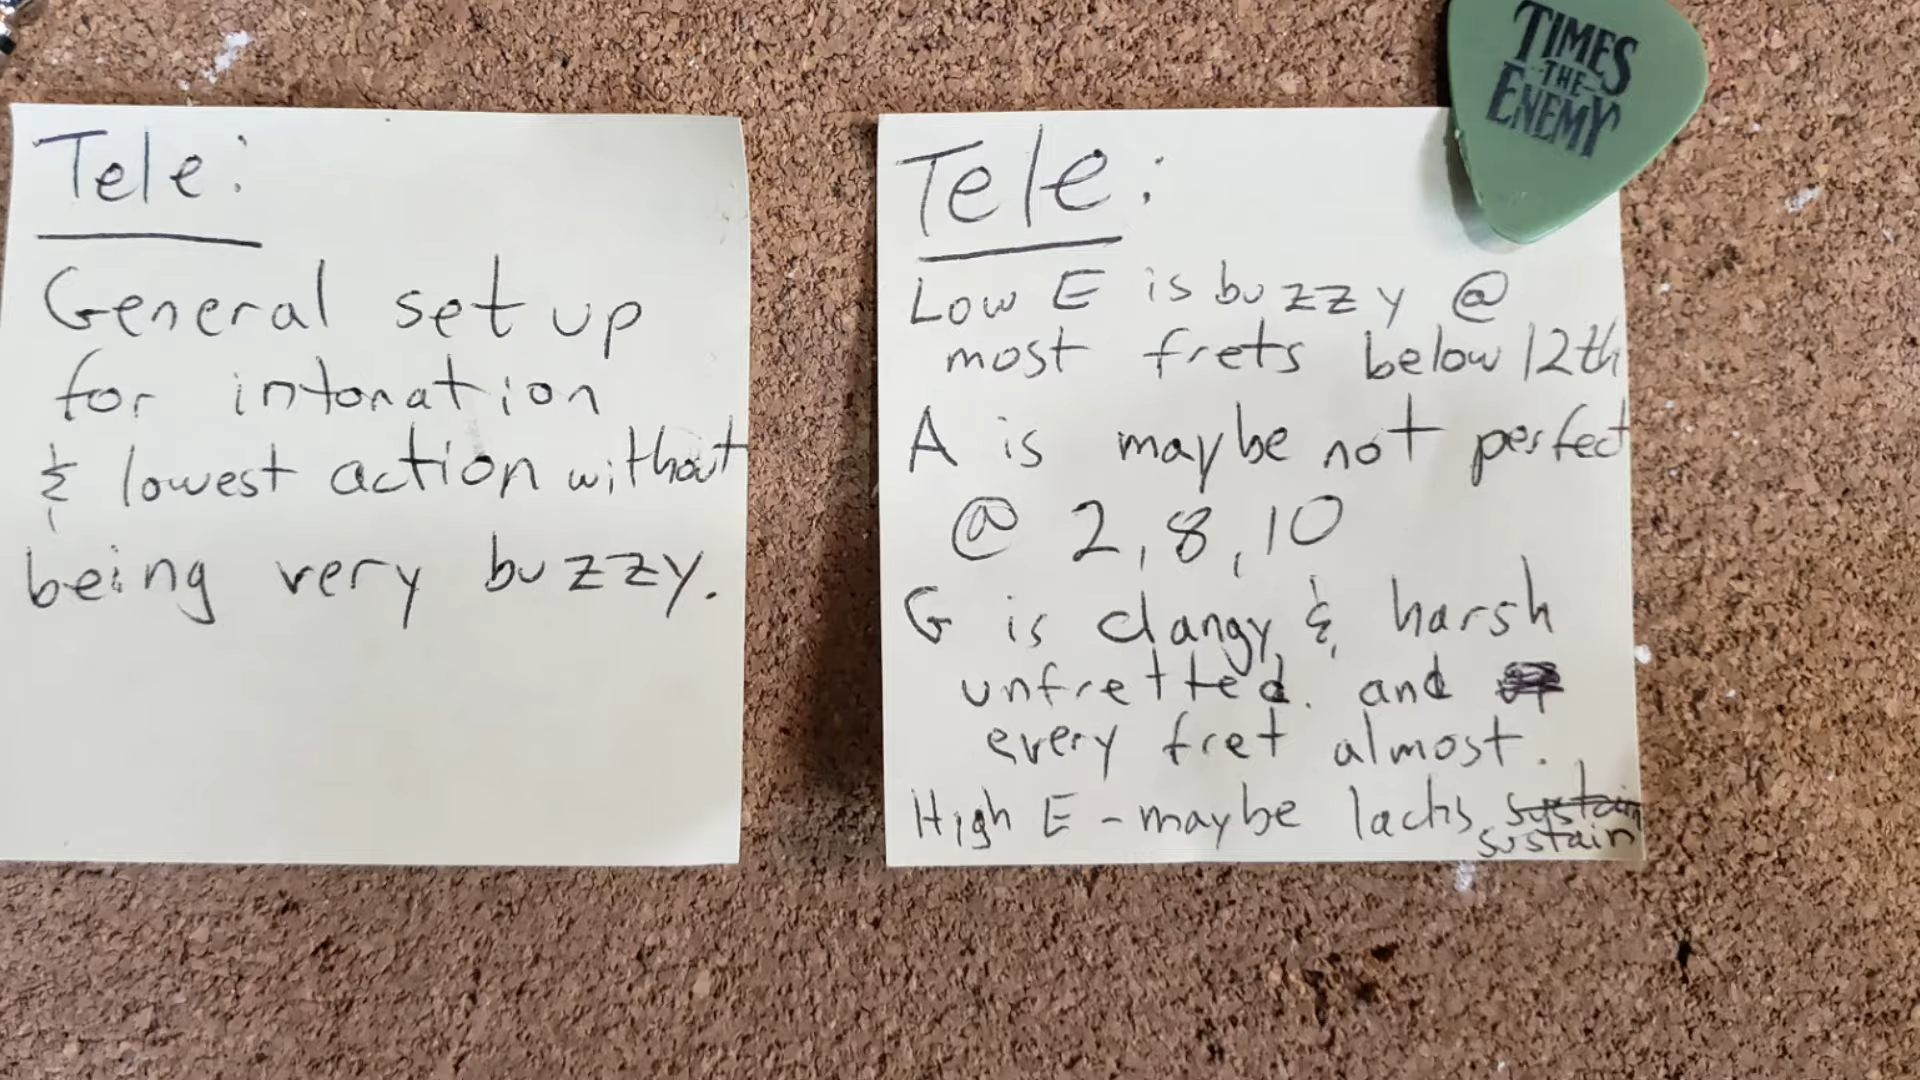 Tele:
General set up
for intonation
& lowest action without
being very buzzy.
TIMES
THE
ENEMY
Tele:
Low E is buzzy @
most frets below 12th
A is maybe not perfect
@ 2, 8, 10
G is clangy & harsh
unfretted. and
every fret almost.
High E - maybe lacks sustain
sustain